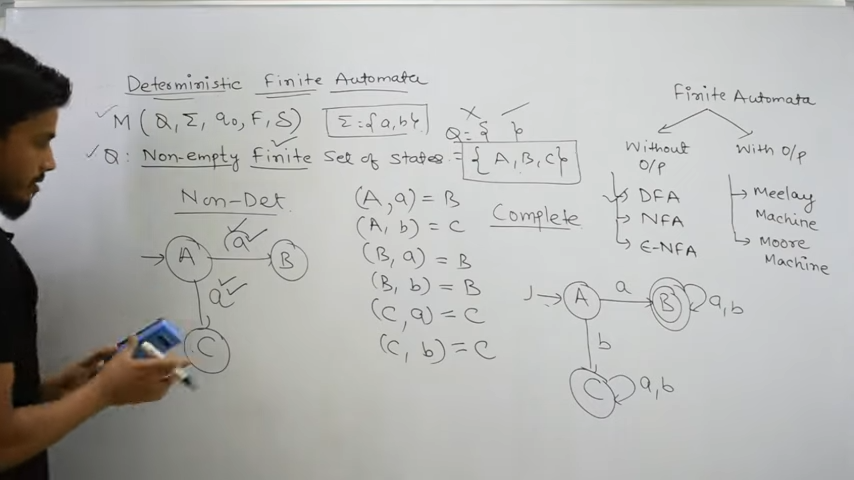 Deterministic Finite Automata
M (Q, Σ, q0, F, δ) Σ={a,b}
Q={ }
Q: Non-empty finite set of states = {A,B,C}
Non-Det.
A
a
B
a
C
(A,a) = B
(A, b) = C
(B, a) = B
(B, b) = B
(C, a) = C
(C, b) = C
Complete
Finite Automata
Without O/P
With O/p
DFA
NFA
ε-NFA
Meelay
Machine
Moore
Machine
A
a
B
a,b
b
C
a,b